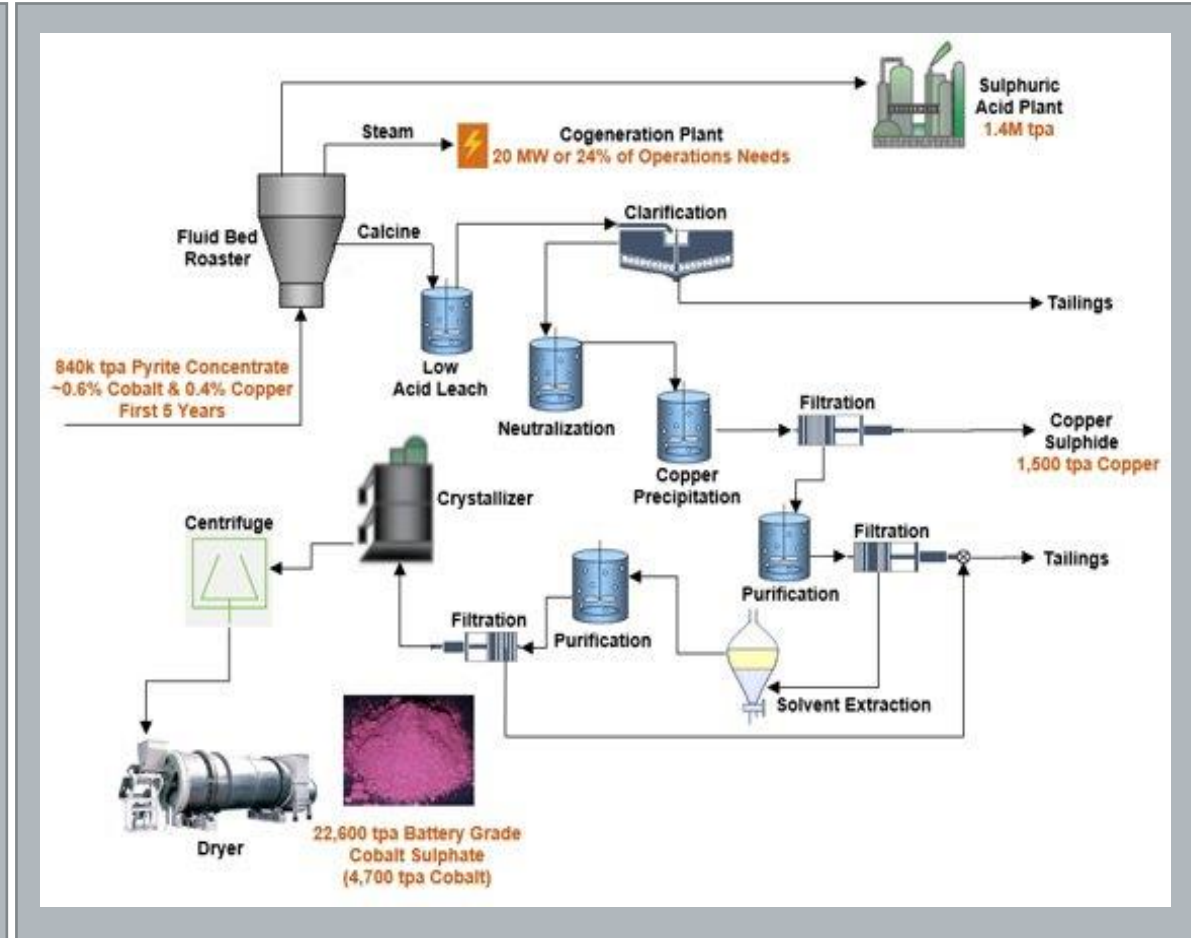 Sulphuric
Acid Plant
1.4M tpa
Steam
Cogeneration Plant
20 MW or 24% of Operations Needs
Clarification
Calcine
Fluid Bed
Roaster
Tailings
840k tpa Pyrite Concentrate
~0.6% Cobalt & 0.4% Copper
First 5 Years
Low
Acid Leach
Neutralization
Filtration
Copper
Sulphide
1,500 tpa Copper
Copper
Precipitation
Crystallizer
Centrifuge
Filtration
Tailings
Purification
Filtration
Purification
Solvent Extraction
Dryer
22,600 tpa Battery Grade
Cobalt Sulphate
(4,700 tpa Cobalt)